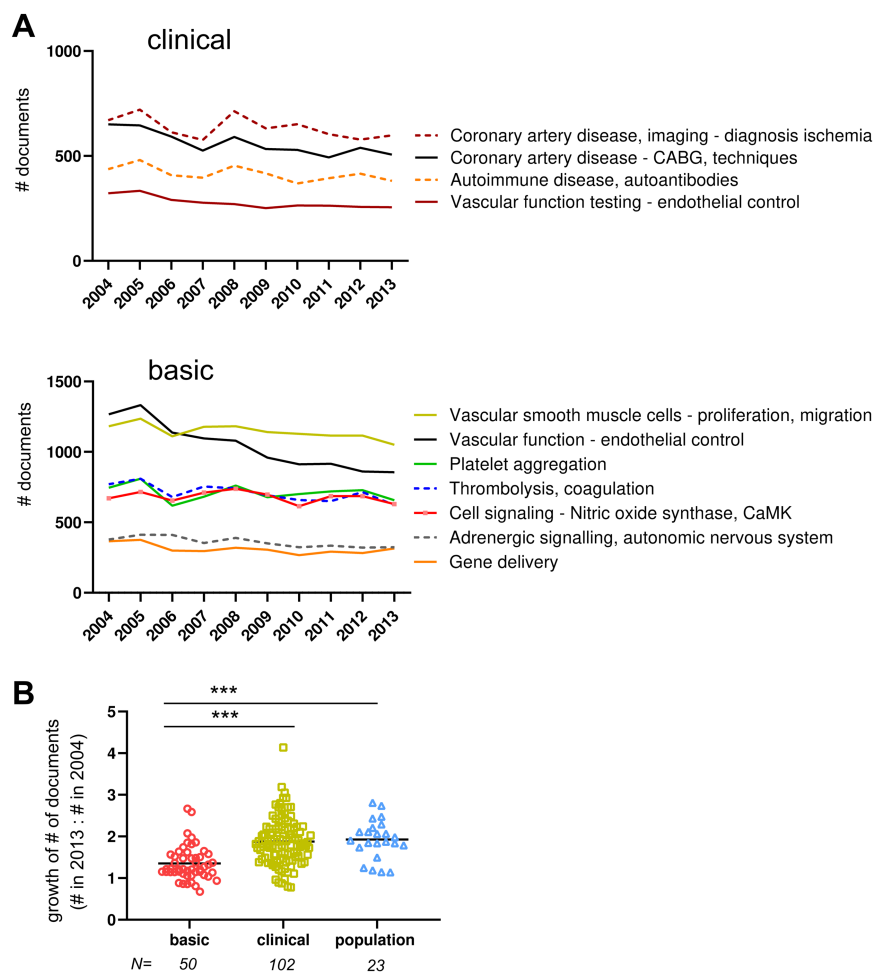 A
clinical
1000
500
0
# documents
2004 2005 2006 2007 2008 2009 2010 2011 2012 2013
Coronary artery disease, imaging - diagnosis ischemia
Coronary artery disease - CABG, techniques
Autoimmune disease, autoantibodies
Vascular function testing - endothelial control
basic
1500
1000
500
0
# documents
2004 2005 2006 2007 2008 2009 2010 2011 2012 2013
Vascular smooth muscle cells - proliferation, migration
Vascular function - endothelial control
Platelet aggregation
Thrombolysis, coagulation
Cell signaling - Nitric oxide synthase, CaMK
Adrenergic signalling, autonomic nervous system
Gene delivery
B
***
***
5
4
3
2
1
0
growth of # of documents
(# in 2013 : # in 2004)
basic clinical population
N= 50 102 23